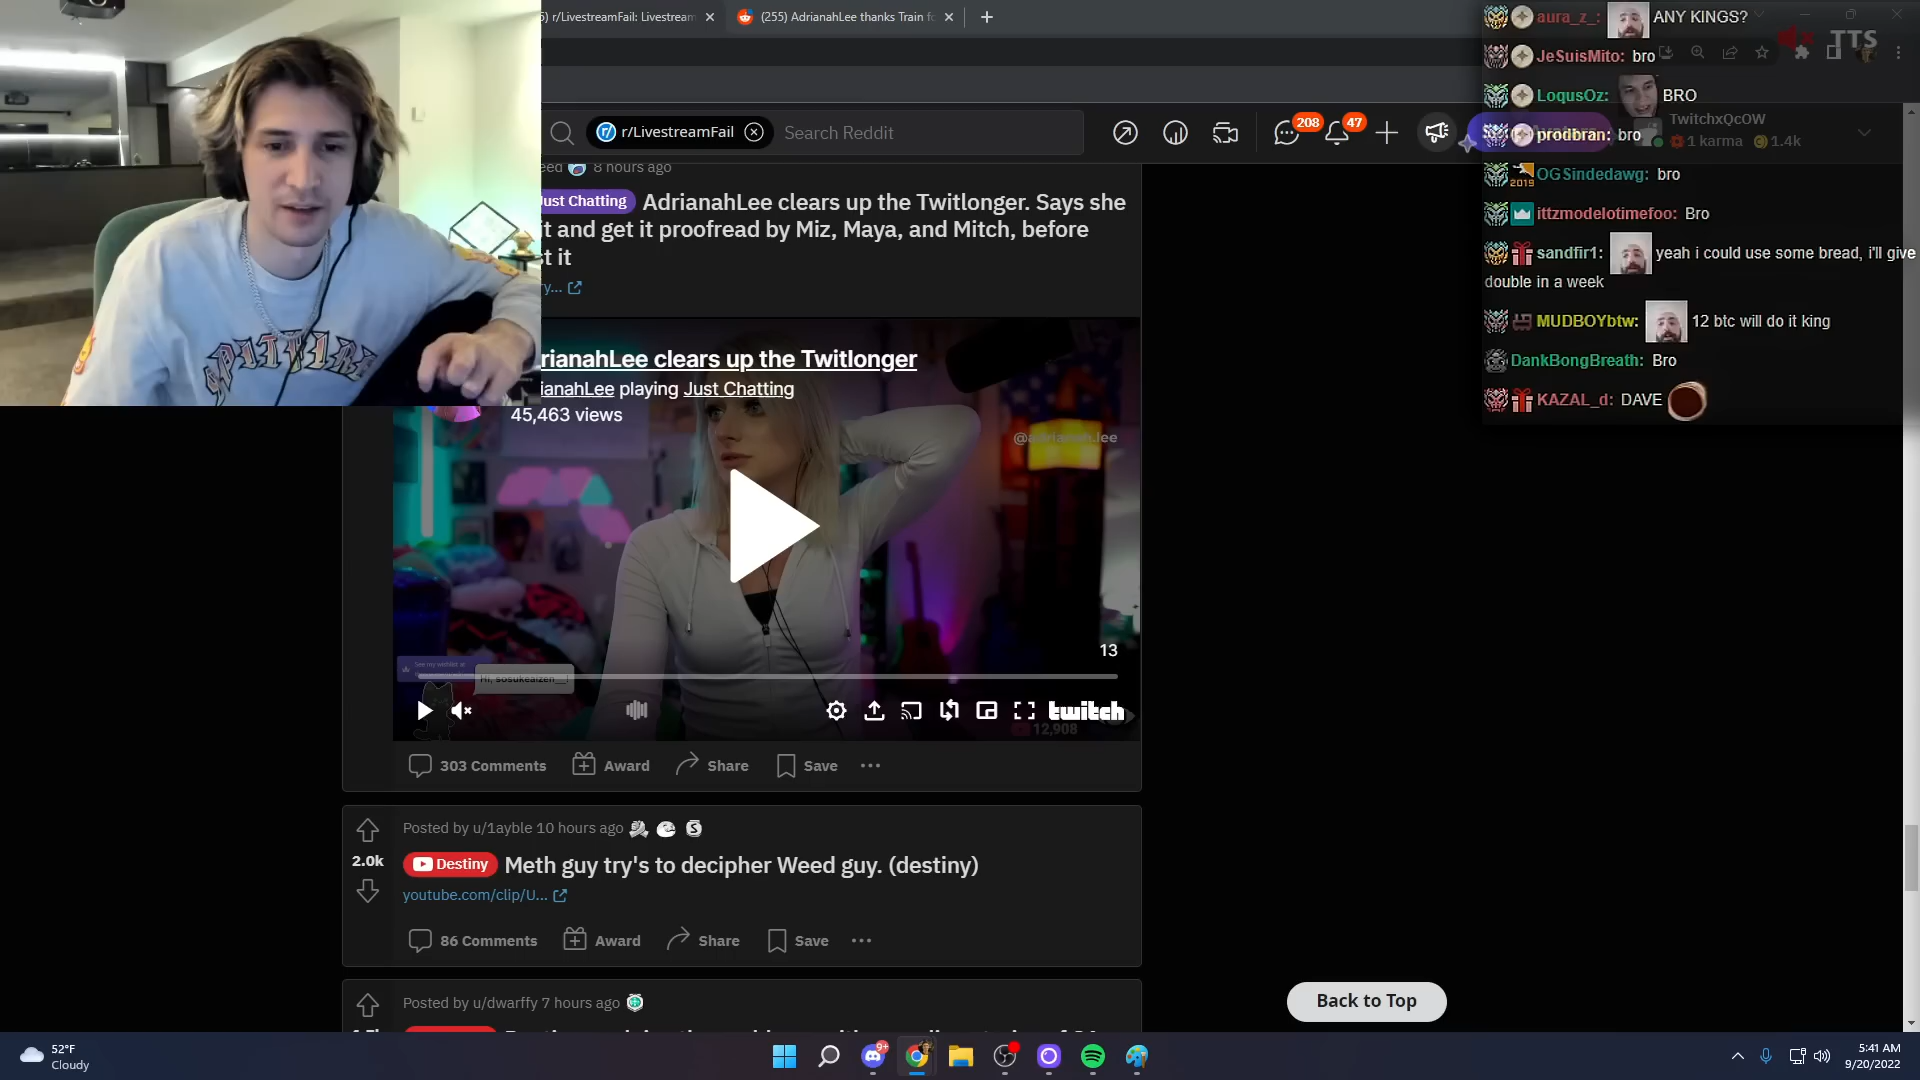 r/LivestreamFail: Livestream
(255) AdrianahLee thanks Train fo
aura_z_: ANY KINGS?
TTS
JeSuisMito: bro
LoqusOz: BRO
r/LivestreamFail
Search Reddit
208
47
TwitchxQcOW
prodbran: bro
1 karma
1.4k
2019
OGSindedawg: bro
ittzmodelotimefoo: Bro
sandfir1: yeah i could use some bread, i'll give
double in a week
MUDBOYbtw: 12 btc will do it king
DankBongBreath: Bro
KAZAL_d: DAVE
8 hours ago
Just Chatting AdrianahLee clears up the Twitlonger. Says she
it and get it proofread by Miz, Maya, and Mitch, before
st it
ry...
SPITFIRE
rianahLee clears up the Twitlonger
ianahLee playing Just Chatting
45,463 views
@adrianah.lee
13
See my wishlist at
Hi, sosukeaizen__!
twitch
12,908
303 Comments
Award
Share
Save
Posted by u/1ayble 10 hours ago
2.0k
Destiny
Meth guy try's to decipher Weed guy. (destiny)
youtube.com/clip/U...
86 Comments
Award
Share
Save
Posted by u/dwarffy 7 hours ago
Back to Top
52°F
Cloudy
9+
5:41 AM
9/20/2022